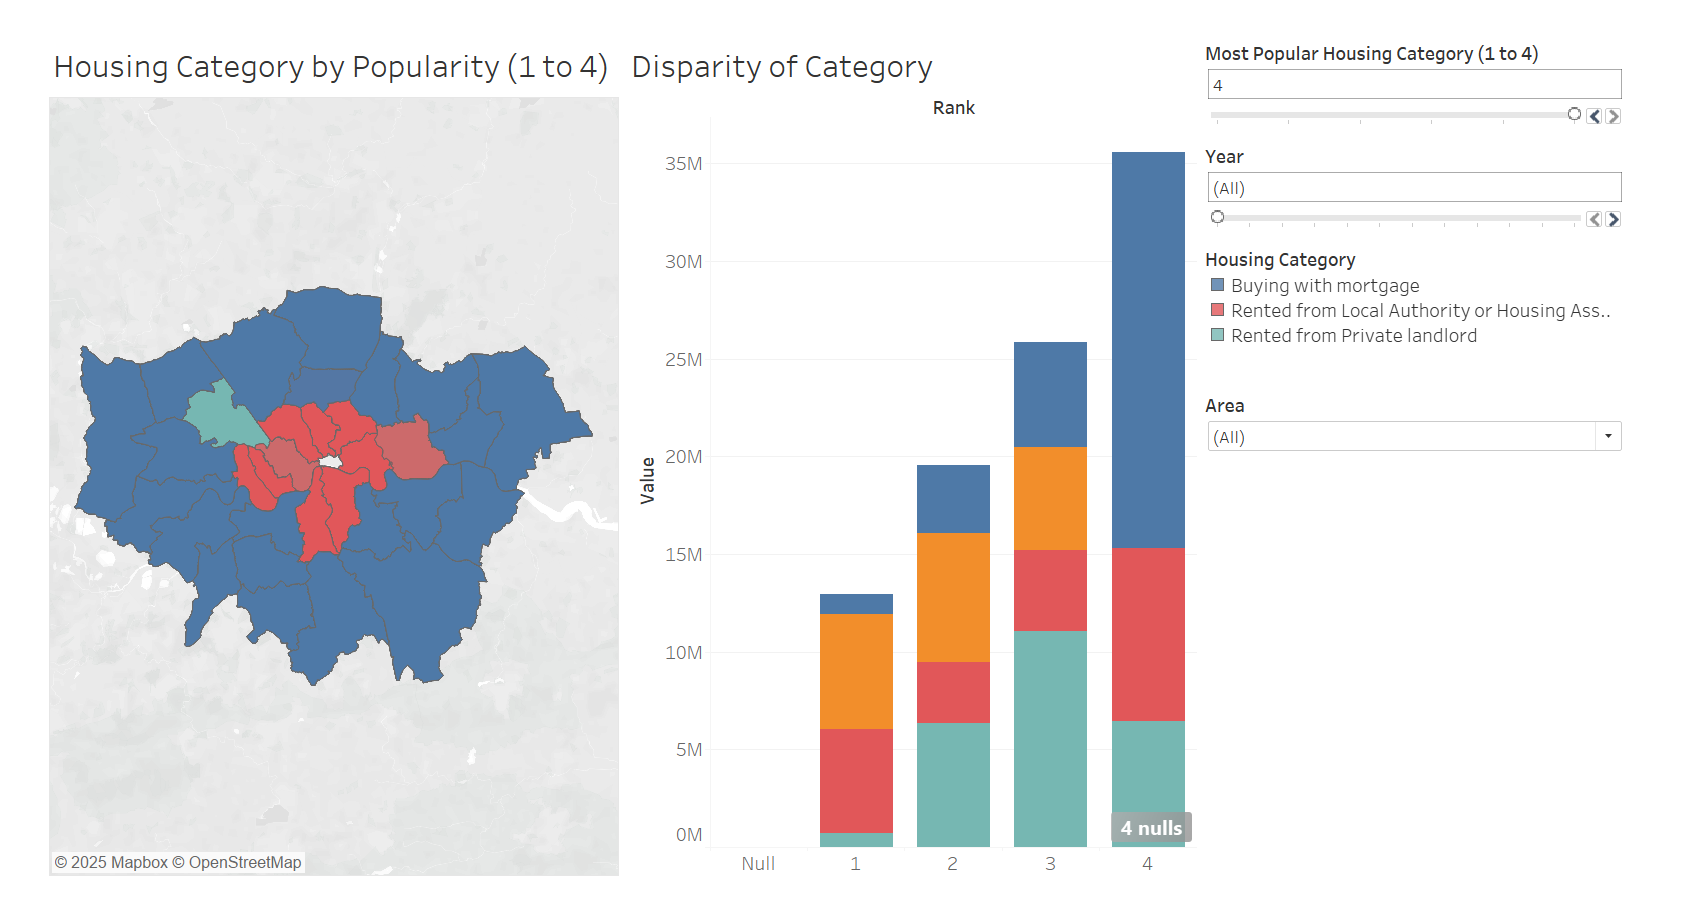 Housing Category by Popularity (1 to 4)
© 2025 Mapbox © OpenStreetMap
Disparity of Category
Rank
Value
35M
30M
25M
20M
15M
10M
5M
0M
4 nulls
Null 1 2 3 4
Most Popular Housing Category (1 to 4)
4
Year
(All)
Housing Category
Buying with mortgage
Rented from Local Authority or Housing Ass..
Rented from Private landlord
Area
(All)